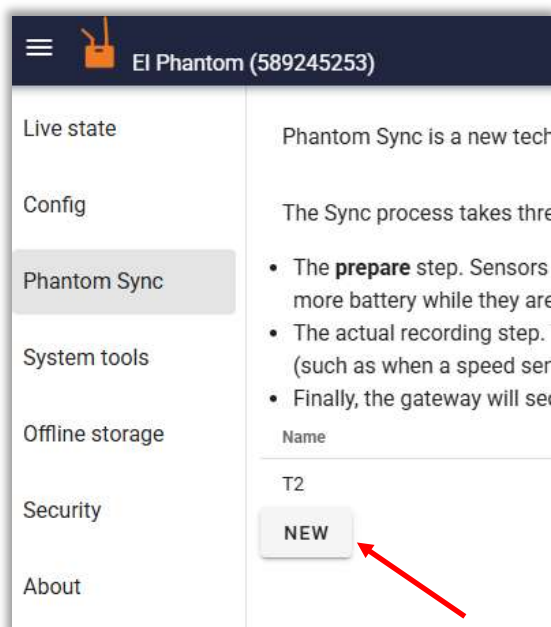 El Phantom (589245253)
Live state
Config
Phantom Sync
System tools
Offline storage
Security
About
Phantom Sync is a new tech
The Sync process takes thre
• The prepare step. Sensors
more battery while they are
• The actual recording step.
(such as when a speed sen
• Finally, the gateway will sec
Name
T2
NEW